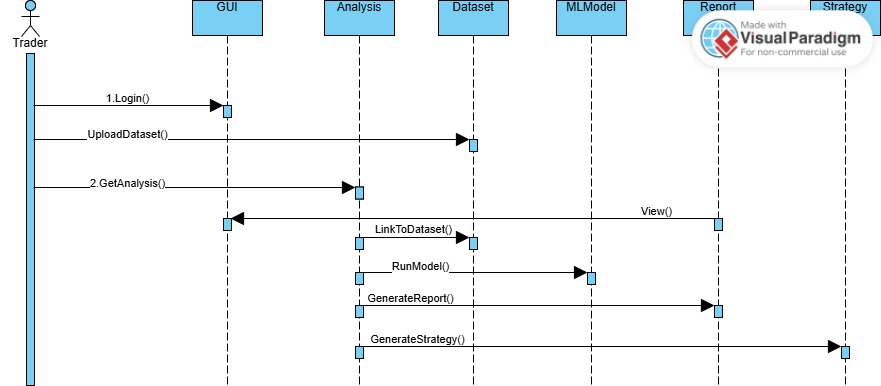 GUI
Analysis
Dataset
MLModel
Report
Strategy
Made with
Visual Paradigm
For non-commercial use
Trader
1.Login()
UploadDataset()
2.GetAnalysis()
View()
LinkToDataset()
RunModel()
GenerateReport()
GenerateStrategy()